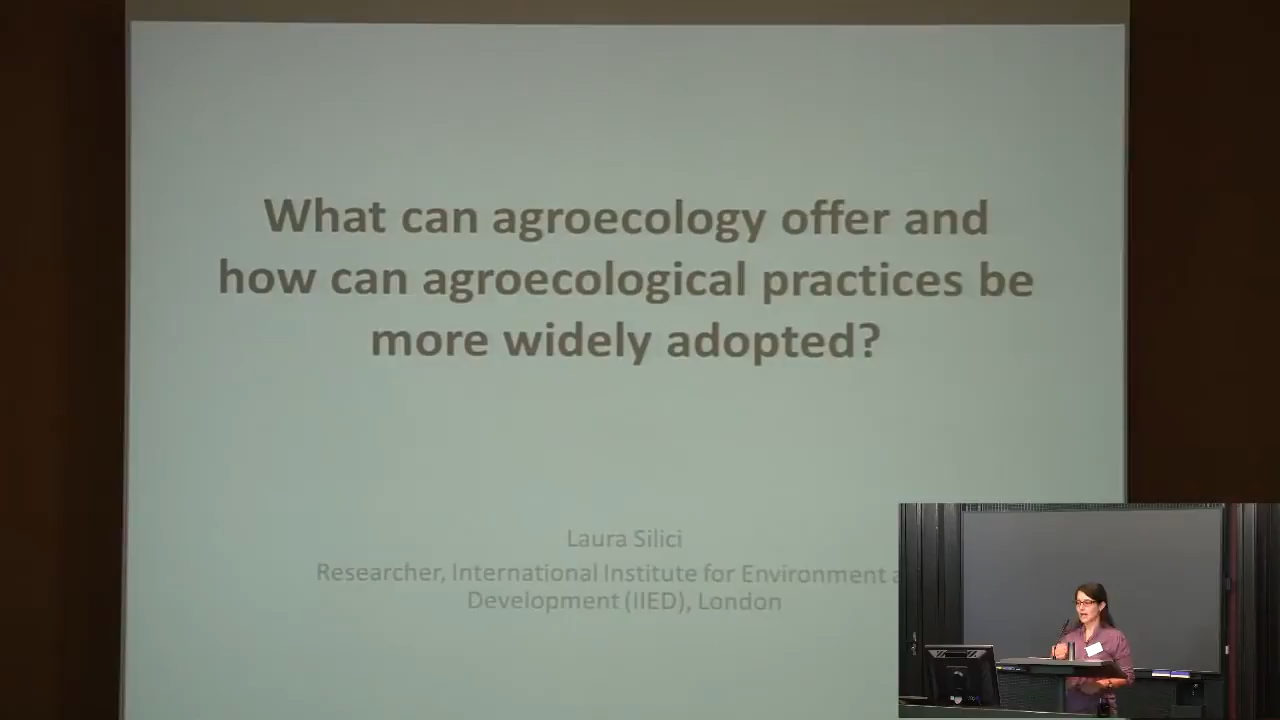 What can agroecology offer and
how can agroecological practices be
more widely adopted?
Laura Silici
Researcher, International Institute for Environment
Development (IIED), London